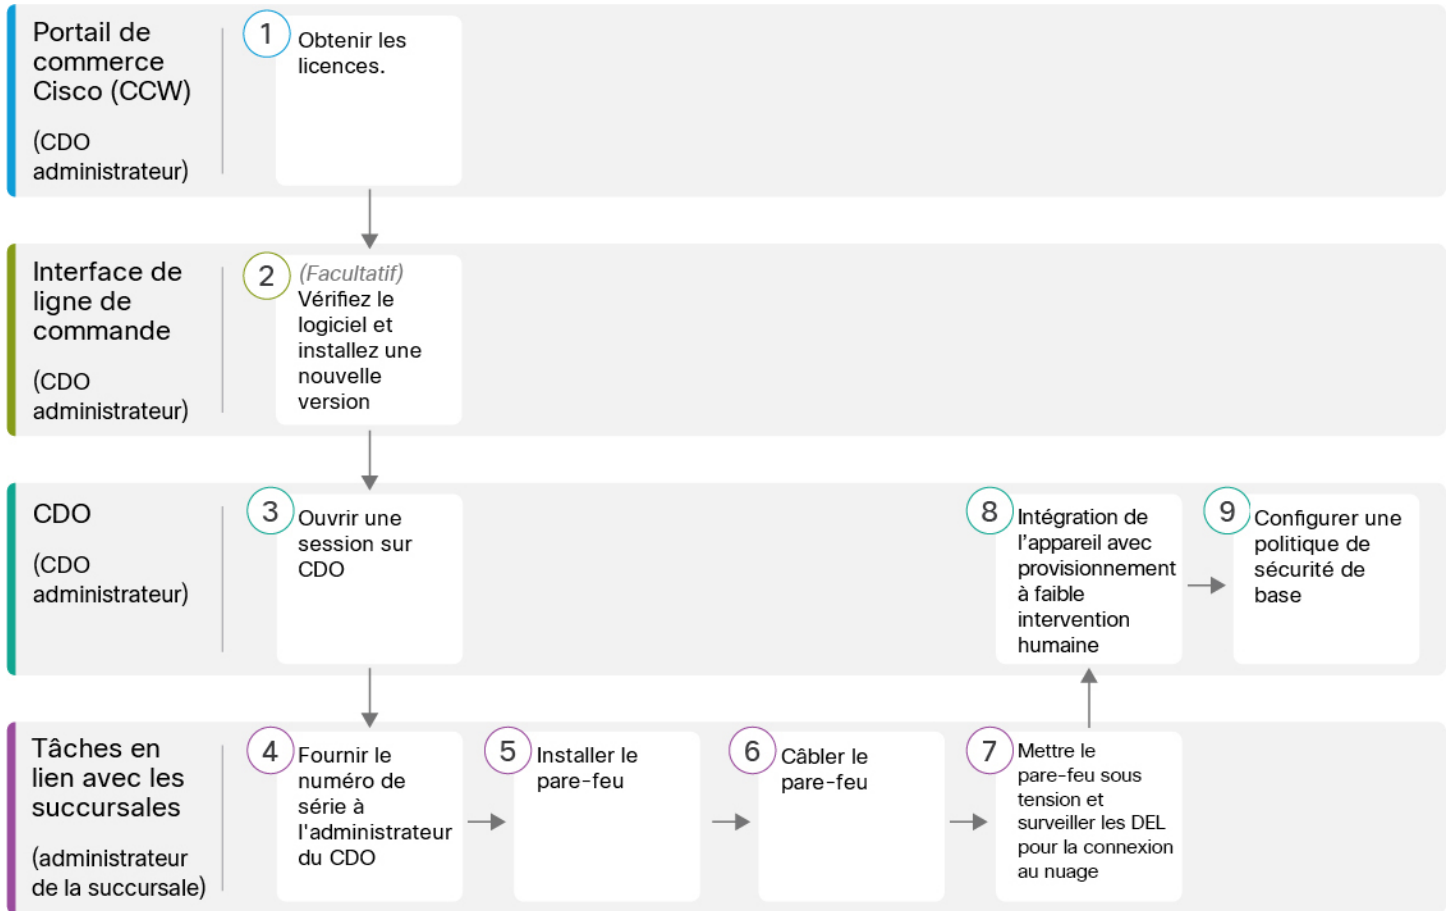 Portail de
commerce
Cisco (CCW)
(CDO
administrateur)
1
Obtenir les
licences.
Interface de
ligne de
commande
(CDO
administrateur)
2
(Facultatif)
Vérifiez le
logiciel et
installez une
nouvelle
version
CDO
(CDO
administrateur)
3
Ouvrir une
session sur
CDO
8
Intégration de
l’appareil avec
provisionnement
à faible
intervention
humaine
9
Configurer une
politique de
sécurité de
base
Tâches en
lien avec les
succursales
(administrateur
de la succursale)
4
Fournir le
numéro de
série à
l'administrateur
du CDO
5
Installer le
pare-feu
6
Câbler le
pare-feu
7
Mettre le
pare-feu sous
tension et
surveiller les DEL
pour la connexion
au nuage